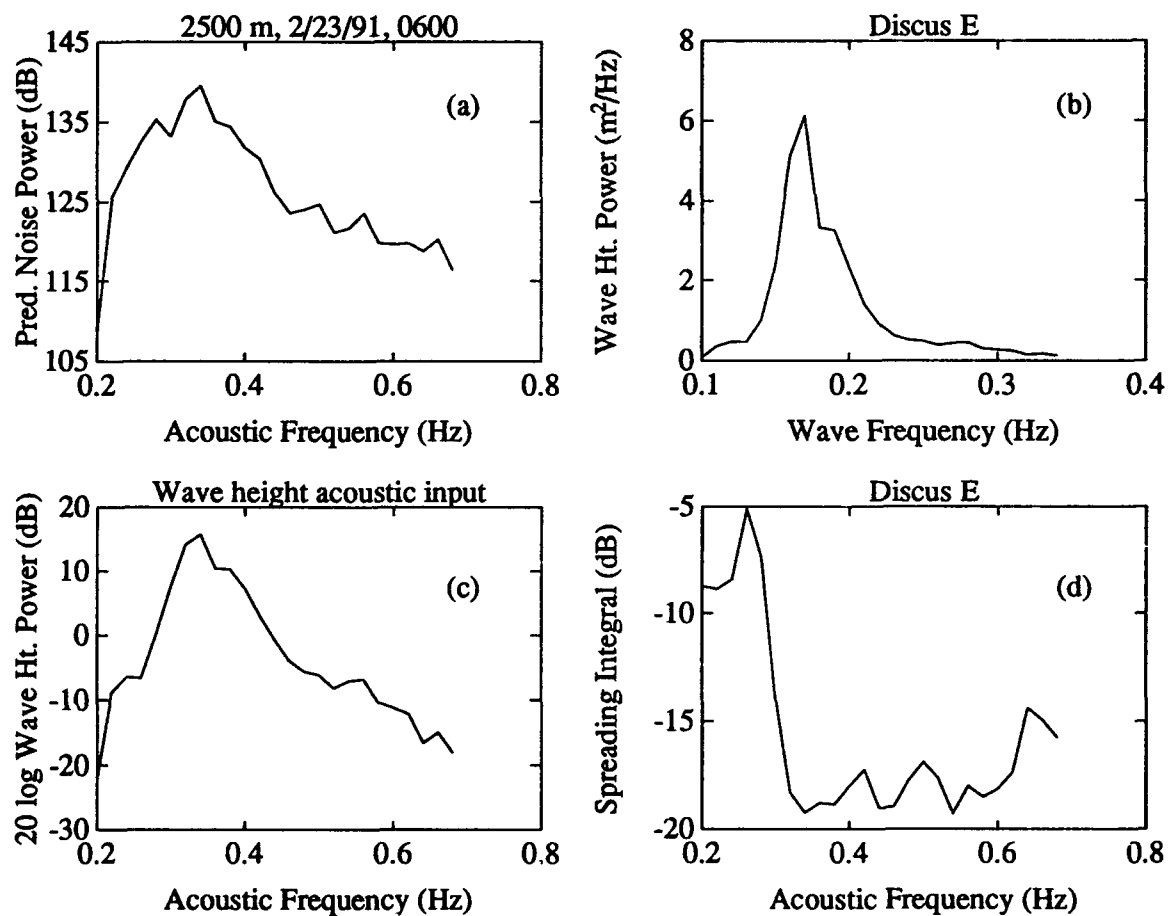 2500 m, 2/23/91, 0600
Pred. Noise Power (dB)
145
135
125
115
105
(a)
0.2
0.4
0.6
0.8
Acoustic Frequency (Hz)
Discus E
Wave Ht. Power (m²/Hz)
8
6
4
2
0
(b)
0.1
0.2
0.3
0.4
Wave Frequency (Hz)
Wave height acoustic input
20 log Wave Ht. Power (dB)
20
10
0
-10
-20
-30
(c)
0.2
0.4
0.6
0.8
Acoustic Frequency (Hz)
Discus E
Spreading Integral (dB)
-5
-10
-15
-20
(d)
0.2
0.4
0.6
0.8
Acoustic Frequency (Hz)